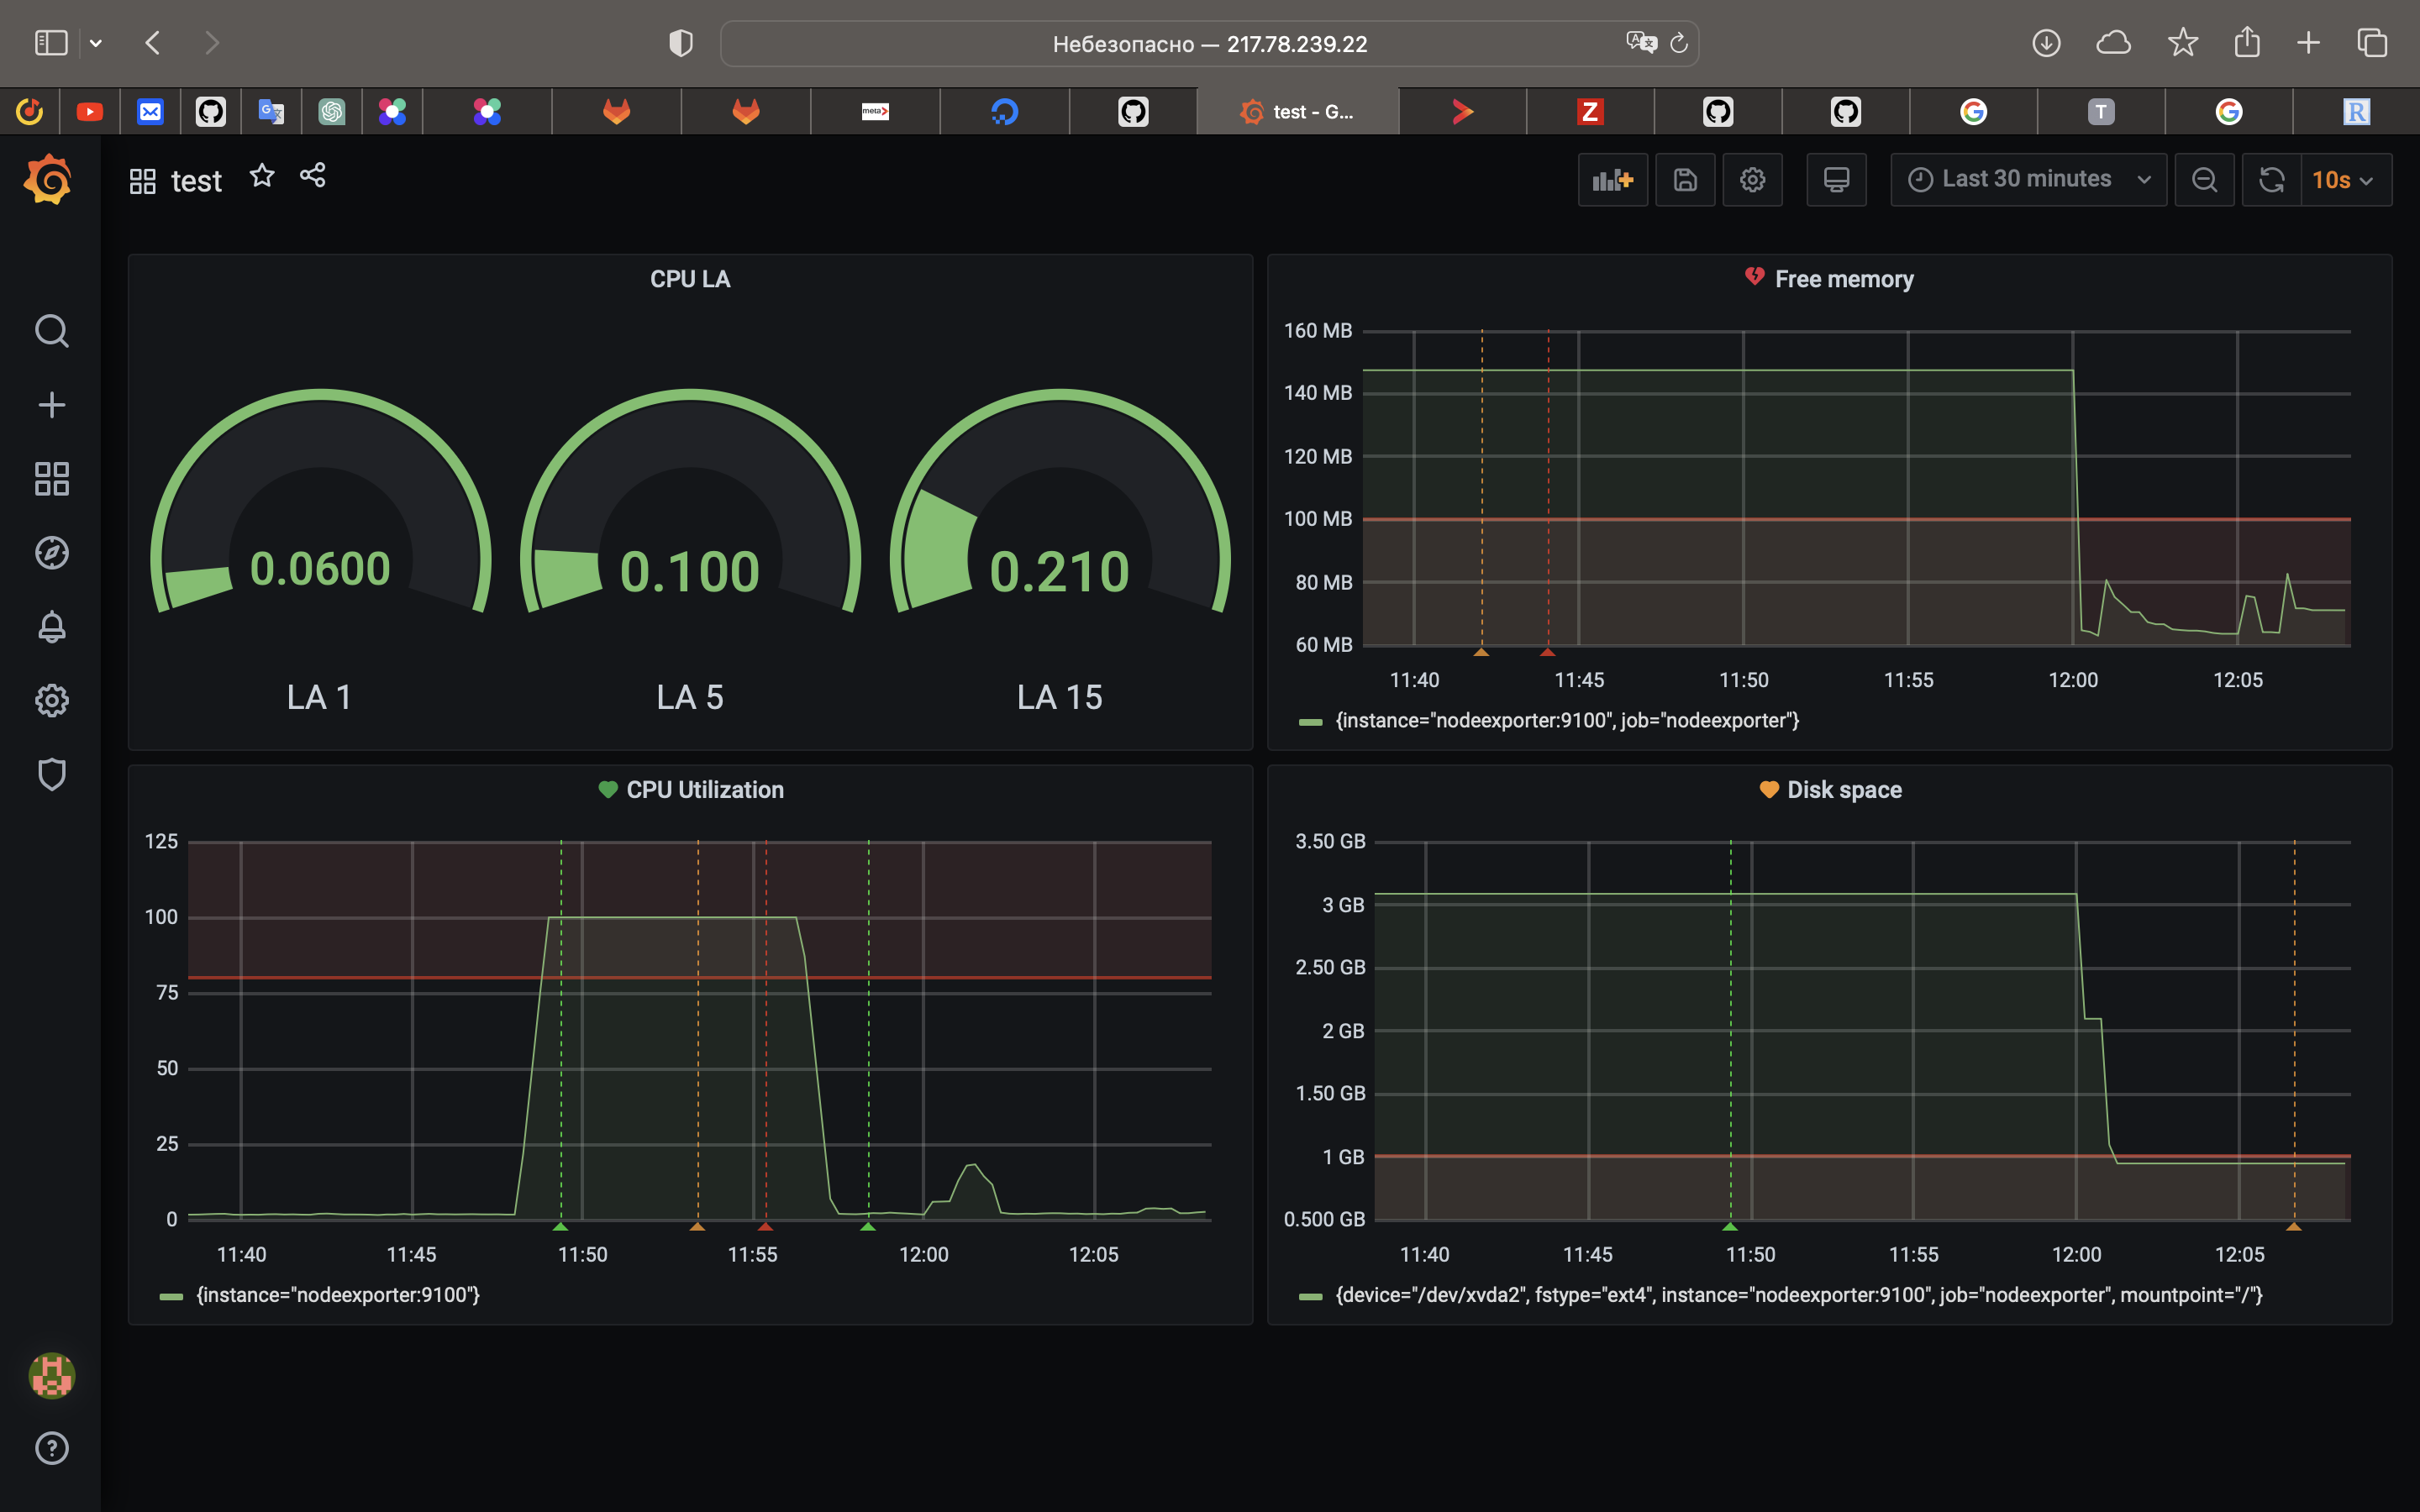 Небезопасно — 217.78.239.22
meta>
test - G...
Z
T
R
test
Last 30 minutes
10s
CPU LA
0.0600
0.100
0.210
LA 1
LA 5
LA 15
Free memory
160 MB
140 MB
120 MB
100 MB
80 MB
60 MB
11:40
11:45
11:50
11:55
12:00
12:05
{instance="nodeexporter:9100", job="nodeexporter"}
CPU Utilization
125
100
75
50
25
0
11:40
11:45
11:50
11:55
12:00
12:05
{instance="nodeexporter:9100"}
Disk space
3.50 GB
3 GB
2.50 GB
2 GB
1.50 GB
1 GB
0.500 GB
11:40
11:45
11:50
11:55
12:00
12:05
{device="/dev/xvda2", fstype="ext4", instance="nodeexporter:9100", job="nodeexporter", mountpoint="/"}